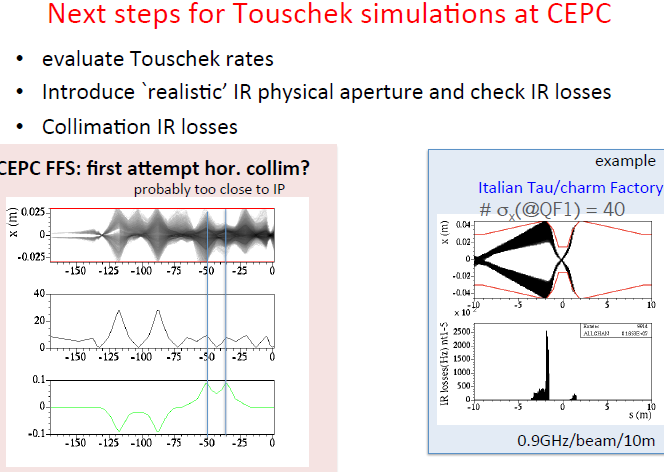 Next steps for Touschek simulations at CEPC
• evaluate Touschek rates
• Introduce `realistic' IR physical aperture and check IR losses
• Collimation IR losses
CEPC FFS: first attempt hor. collim?
probably too close to IP
x (m)
0.025
0
-0.025
-150 -125 -100 -75 -50 -25 0
40
20
0
-150 -125 -100 -75 -50 -25 0
0.1
0
-0.1
-150 -125 -100 -75 -50 -25 0
example
Italian Tau/charm Factory
# σx(@QF1) = 40
x (m)
0.04
0.02
0
-0.02
-0.04
-10 -5 0 5 10
x 10
IR losses(Hz) nt1-5
2500
2000
1500
1000
500
0
-10 -5 0 5 10
s (m)
Entries
ALLCHAN
0.9GHz/beam/10m